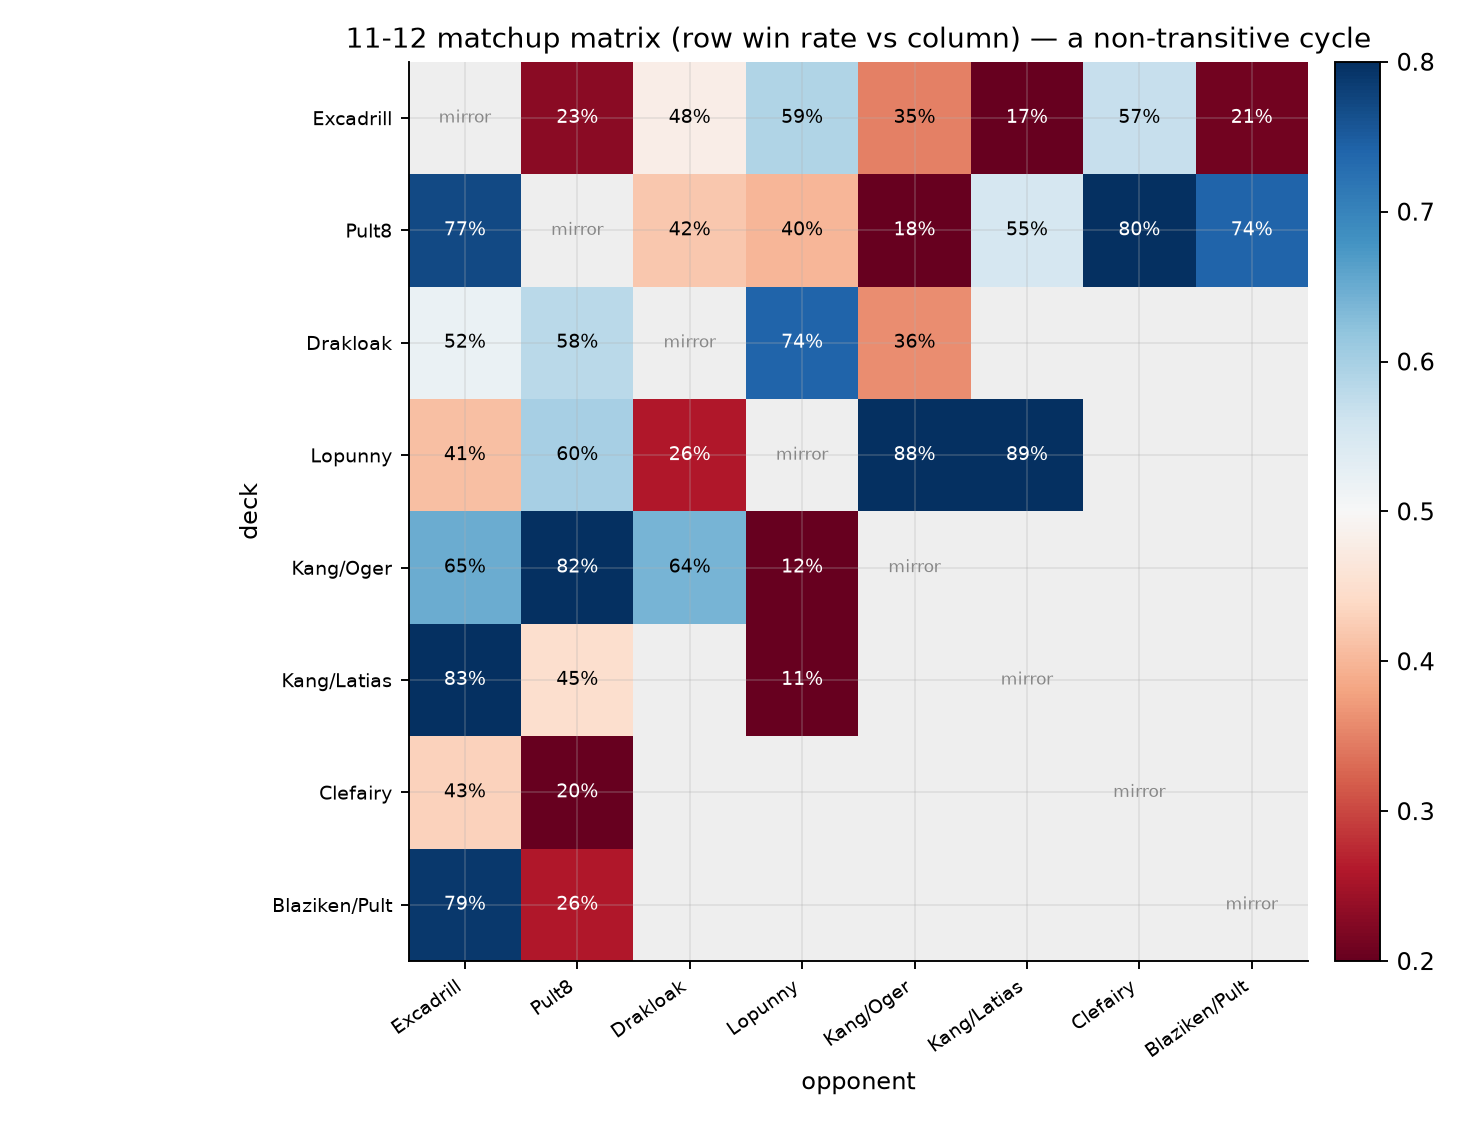 11-12 matchup matrix (row win rate vs column) — a non-transitive cycle
Excadrill mirror 23% 48% 59% 35% 17% 57% 21%
Pult8 77% mirror 42% 40% 18% 55% 80% 74%
Drakloak 52% 58% mirror 74% 36%
Lopunny 41% 60% 26% mirror 88% 89%
Kang/Oger 65% 82% 64% 12% mirror
Kang/Latias 83% 45% 11% mirror
Clefairy 43% 20% mirror
Blaziken/Pult 79% 26% mirror
deck
Excadrill Pult8 Drakloak Lopunny Kang/Oger Kang/Latias Clefairy Blaziken/Pult
opponent
0.8
0.7
0.6
0.5
0.4
0.3
0.2